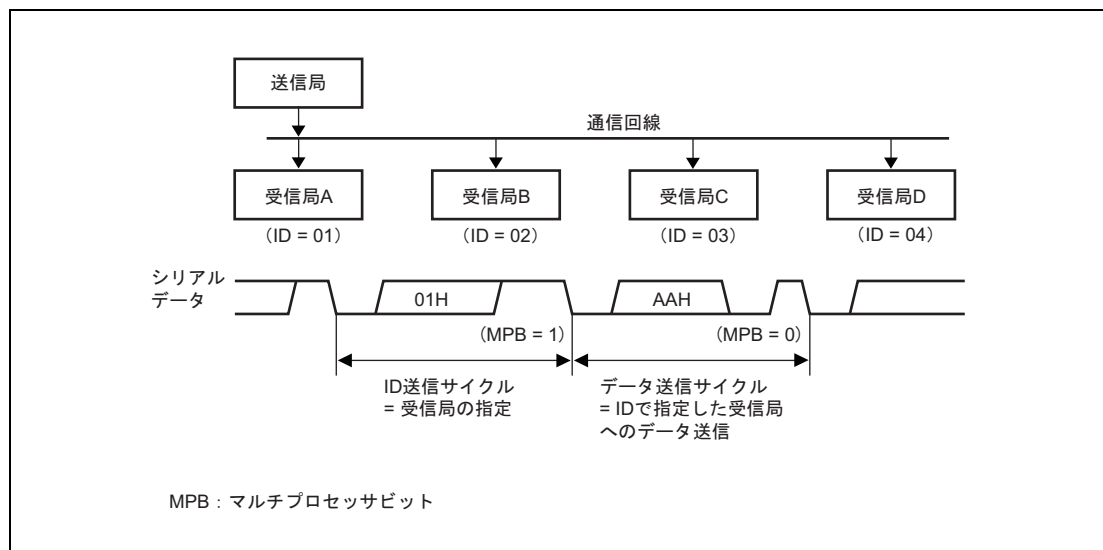 送信局
通信回線
受信局A
受信局B
受信局C
受信局D
（ID = 01）
（ID = 02）
（ID = 03）
（ID = 04）
シリアル
データ
01H
AAH
（MPB = 1）
（MPB = 0）
ID送信サイクル
= 受信局の指定
データ送信サイクル
= IDで指定した受信局
へのデータ送信
MPB：マルチプロセッサビット